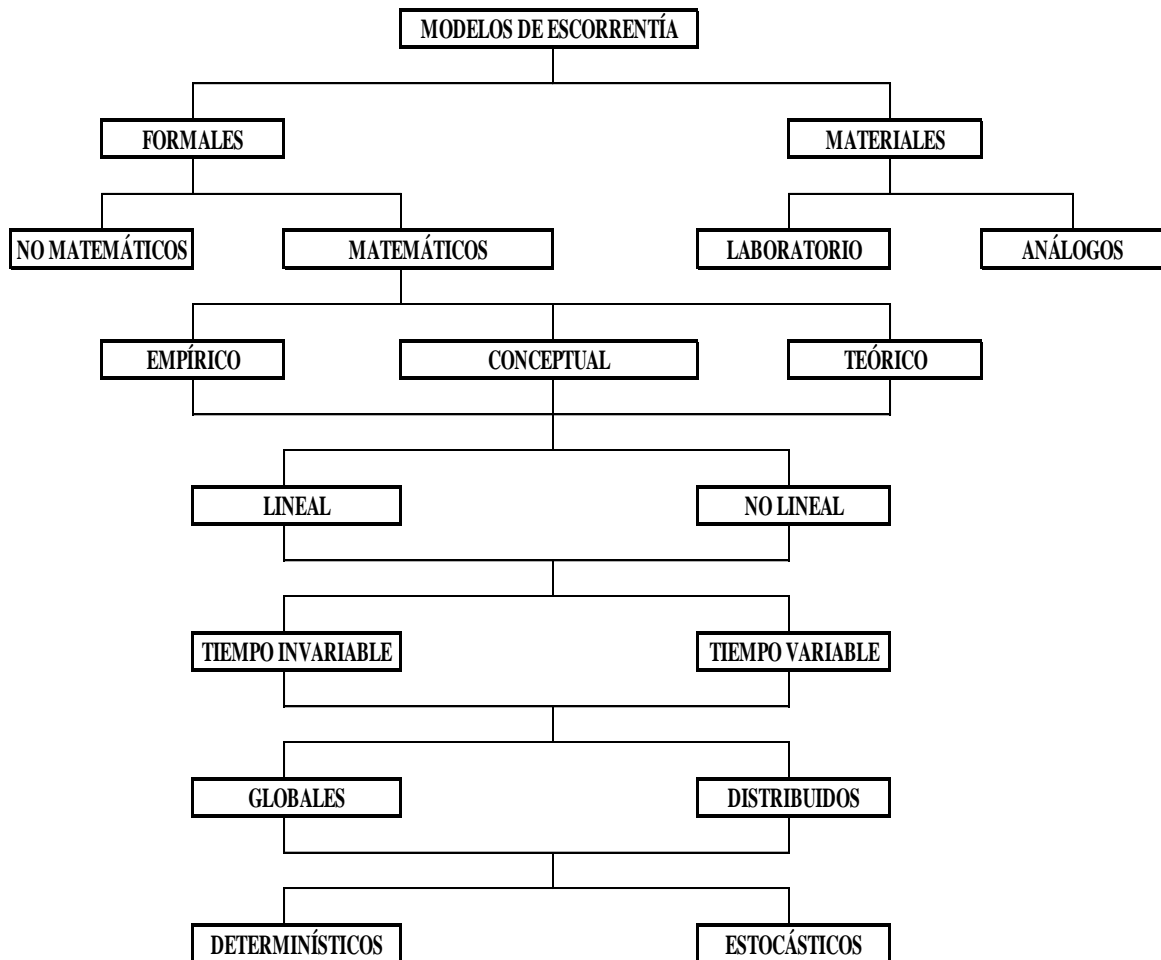 MODELOS DE ESCORRENTÍA
FORMALES
MATERIALES
NO MATEMÁTICOS
MATEMÁTICOS
LABORATORIO
ANÁLOGOS
EMPÍRICO
CONCEPTUAL
TEÓRICO
LINEAL
NO LINEAL
TIEMPO INVARIABLE
TIEMPO VARIABLE
GLOBALES
DISTRIBUIDOS
DETERMINÍSTICOS
ESTOCÁSTICOS